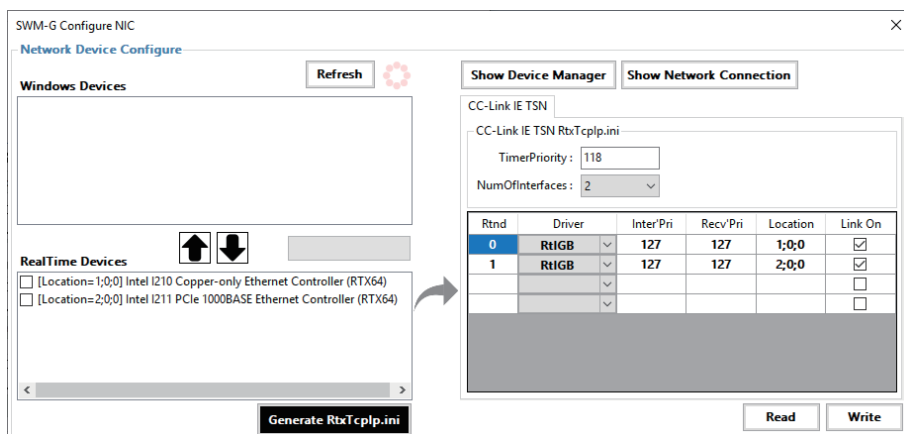 SWM-G Configure NIC
Network Device Configure
Refresh
Windows Devices
RealTime Devices
[Location=1;0;0] Intel I210 Copper-only Ethernet Controller (RTX64)
[Location=2;0;0] Intel I211 PCIe 1000BASE Ethernet Controller (RTX64)
Generate RtxTcpIp.ini
Show Device Manager Show Network Connection
CC-Link IE TSN
CC-Link IE TSN RtxTcpIp.ini
TimerPriority : 118
NumOfInterfaces : 2
Rtnd Driver Inter'Pri Recv'Pri Location Link On
0 RtIGB 127 127 1;0;0
1 RtIGB 127 127 2;0;0
Read Write